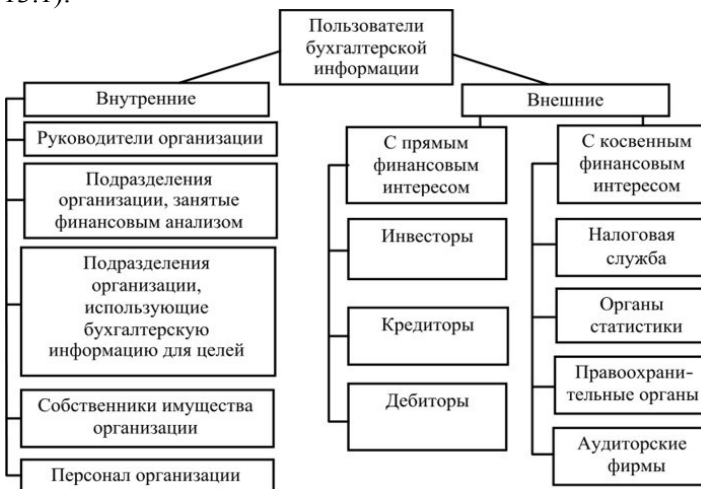 13.1).
Пользователи
бухгалтерской
информации
Внутренние
Руководители организации
Подразделения
организации, занятые
финансовым анализом
Подразделения
организации,
использующие
бухгалтерскую
информацию для целей
Собственники имущества
организации
Персонал организации
Внешние
С прямым
финансовым
интересом
Инвесторы
Кредиторы
Дебиторы
С косвенным
финансовым
интересом
Налоговая
служба
Органы
статистики
Правоохрани-
тельные органы
Аудиторские
фирмы